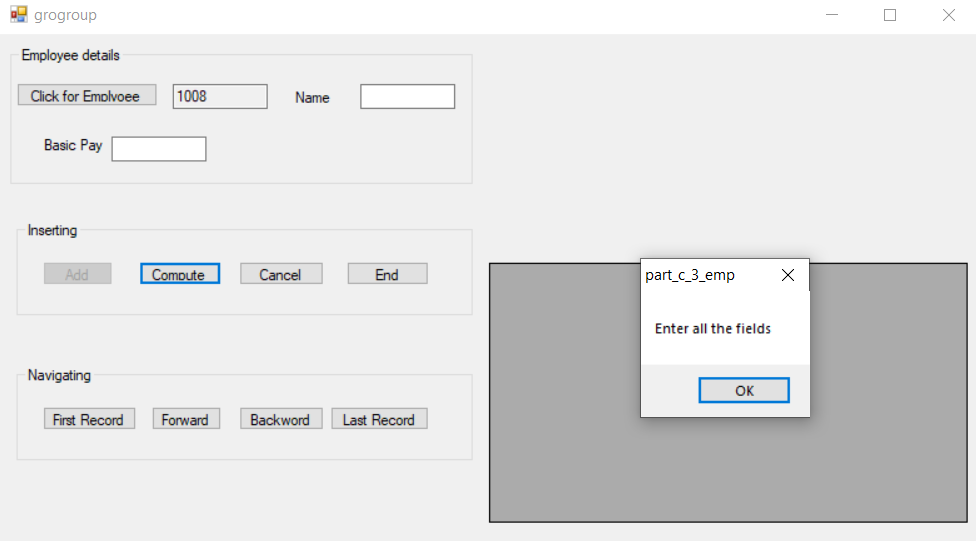 grogroup
Employee details
Click for Emplyoee
1008
Name
Basic Pay
Inserting
Add
Compute
Cancel
End
part_c_3_emp
Enter all the fields
OK
Navigating
First Record
Forward
Backword
Last Record